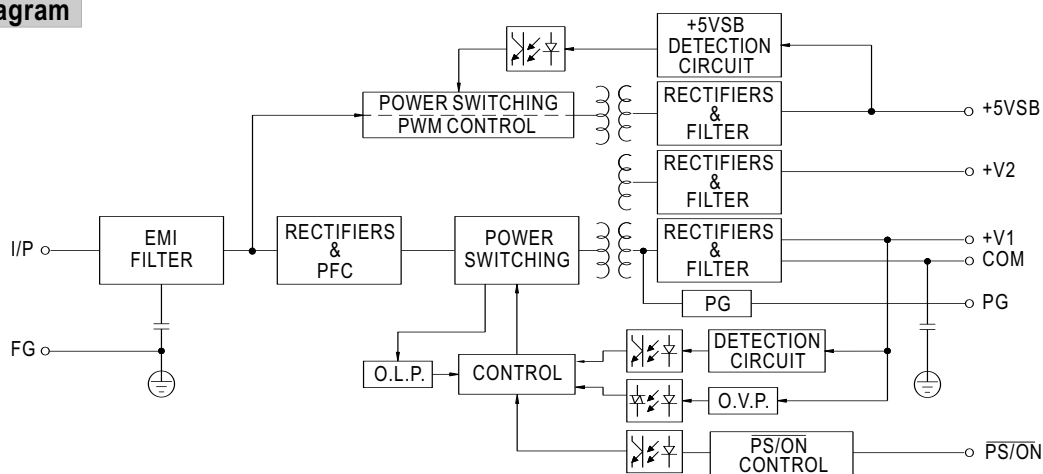 agram
+5VSB
DETECTION
CIRCUIT
POWER SWITCHING
PWM CONTROL
RECTIFIERS
&
FILTER
+5VSB
RECTIFIERS
&
FILTER
+V2
I/P
EMI
FILTER
RECTIFIERS
&
PFC
POWER
SWITCHING
RECTIFIERS
&
FILTER
+V1
COM
PG
PG
FG
O.L.P.
CONTROL
DETECTION
CIRCUIT
O.V.P.
PS/ON
CONTROL
PS/ON